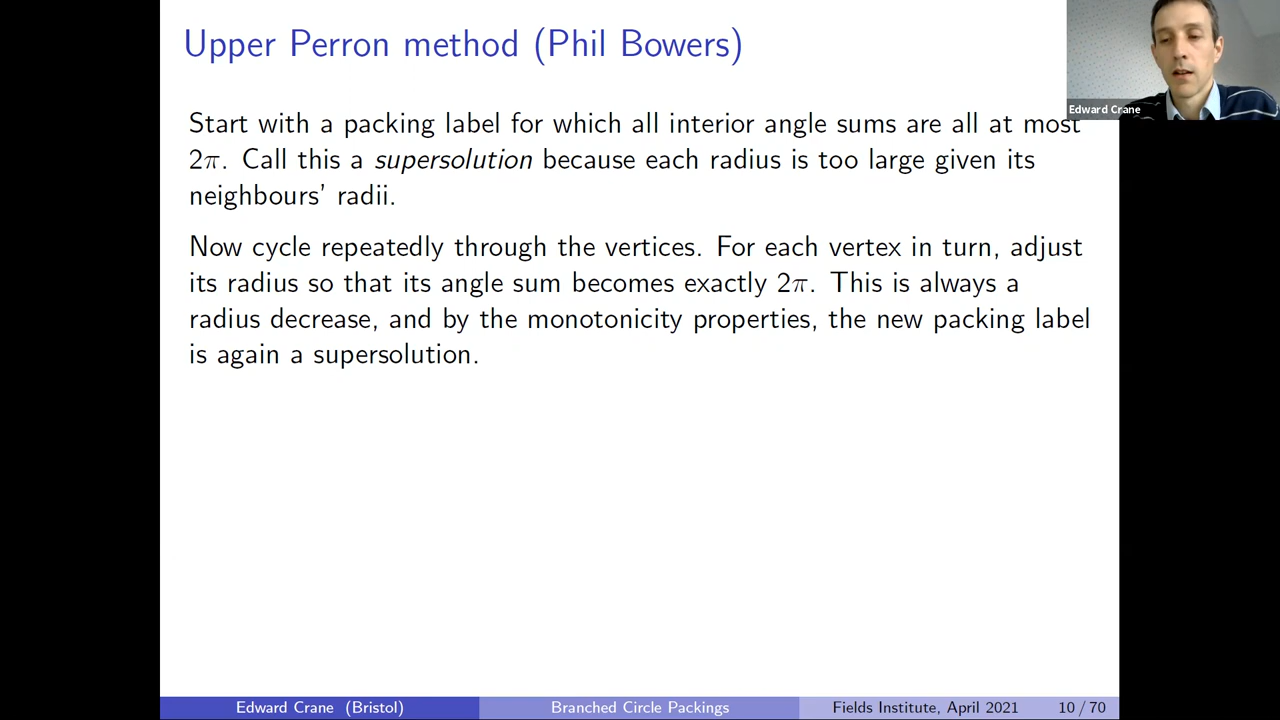 Upper Perron method (Phil Bowers)
Edward Crane
Start with a packing label for which all interior angle sums are all at most
2π. Call this a supersolution because each radius is too large given its
neighbours’ radii.
Now cycle repeatedly through the vertices. For each vertex in turn, adjust
its radius so that its angle sum becomes exactly 2π. This is always a
radius decrease, and by the monotonicity properties, the new packing label
is again a supersolution.
Edward Crane (Bristol) Branched Circle Packings Fields Institute, April 2021 10 / 70